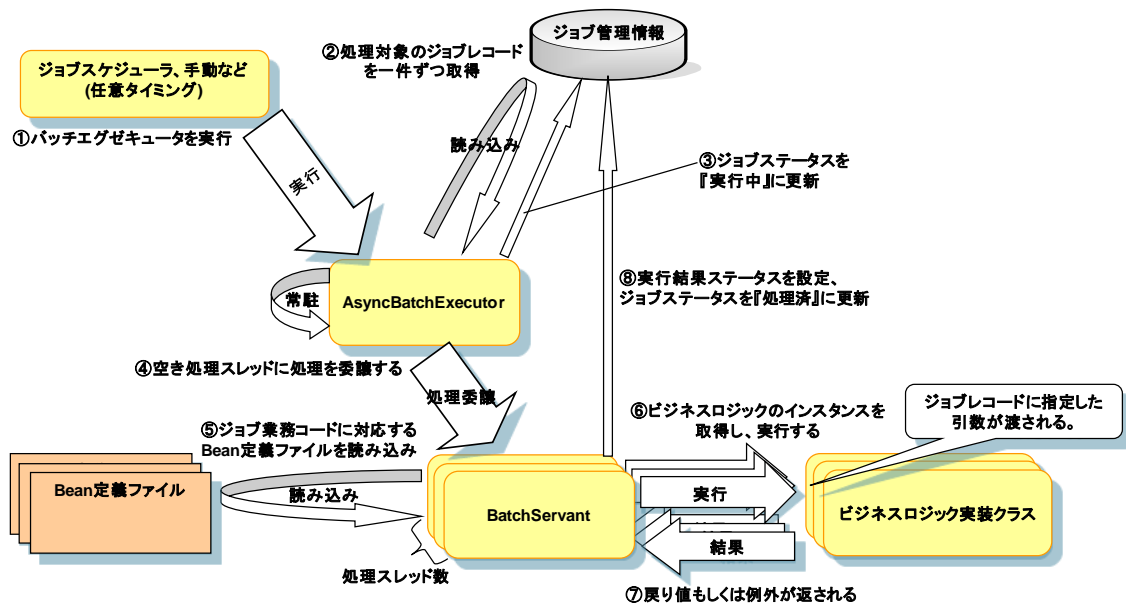 ジョブ管理情報
②処理対象のジョブレコード
を一件ずつ取得
ジョブスケジューラ、手動など
(任意タイミング)
①バッチエグゼキュータを実行
読み込み
③ジョブステータスを
『実行中』に更新
実行
⑧実行結果ステータスを設定、
ジョブステータスを『処理済』に更新
常駐
AsyncBatchExecutor
④空き処理スレッドに処理を委譲する
処理委譲
⑥ビジネスロジックのインスタンスを
取得し、実行する
ジョブレコードに指定した
引数が渡される。
⑤ジョブ業務コードに対応する
Bean定義ファイルを読み込み
Bean定義ファイル
読み込み
BatchServant
実行
ビジネスロジック実装クラス
結果
処理スレッド数
⑦戻り値もしくは例外が返される